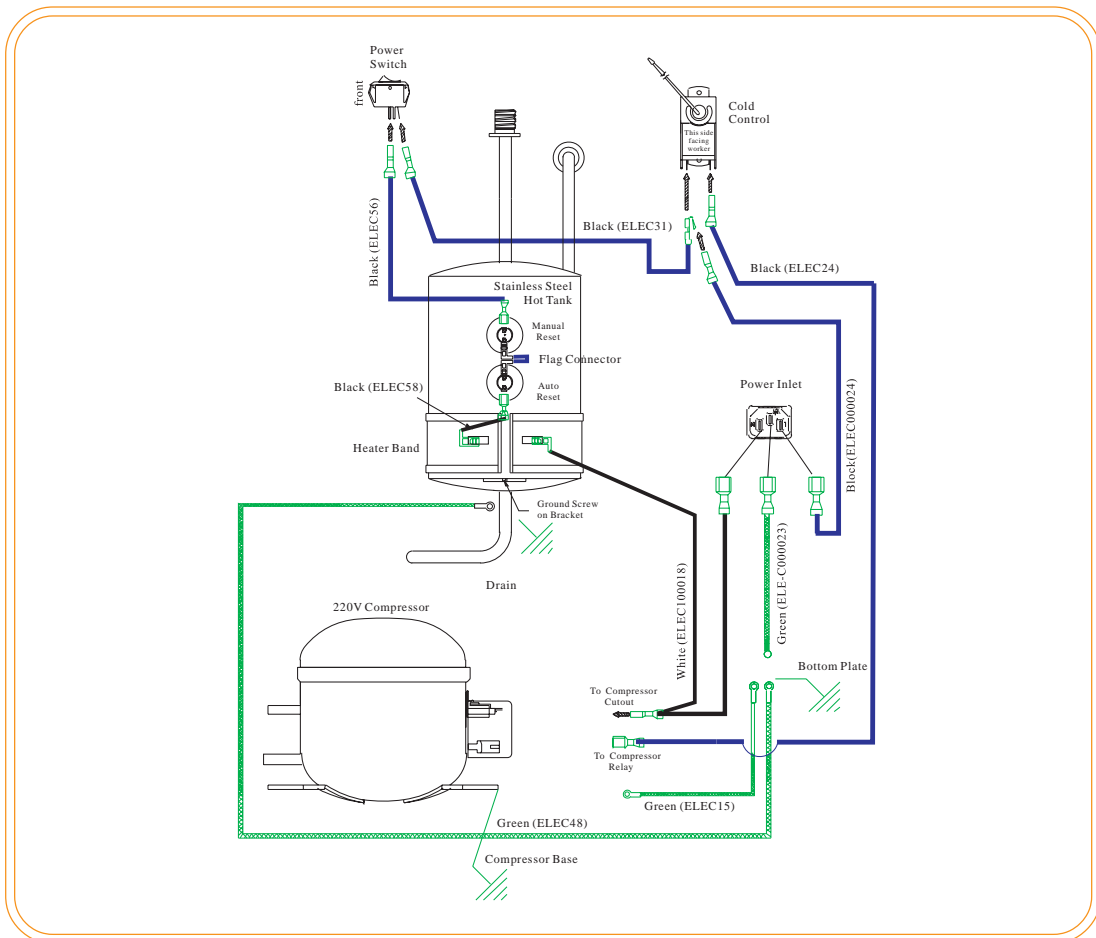 Power
Switch
front
Cold
Control
This side
facing
worker
Black (ELEC56)
Black (ELEC31)
Black (ELEC24)
Stainless Steel
Hot Tank
Manual
Reset
Flag Connector
Black (ELEC58)
Auto
Reset
Power Inlet
Heater Band
Block(ELEC000024)
Ground Screw
on Bracket
Green (ELE-C000023)
Drain
220V Compressor
White (ELEC100018)
Bottom Plate
To Compressor
Cutout
To Compressor
Relay
Green (ELEC15)
Green (ELEC48)
Compressor Base